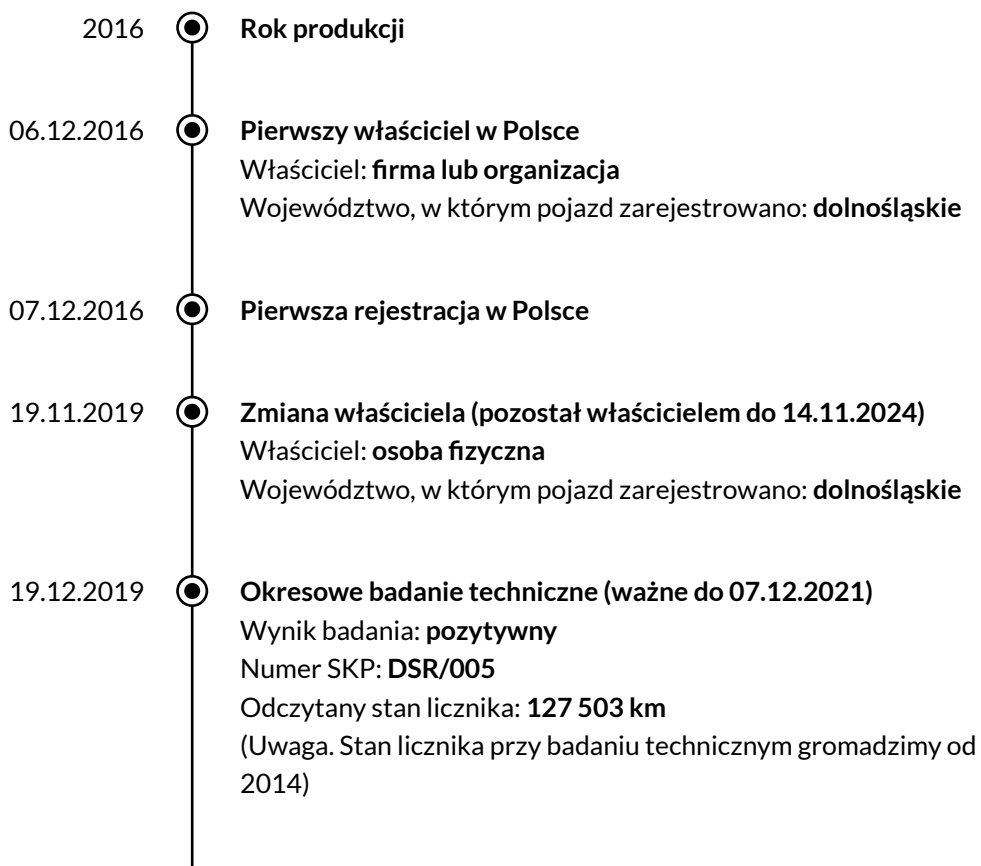 2016 Rok produkcji
06.12.2016 Pierwszy właściciel w Polsce
Właściciel: firma lub organizacja
Województwo, w którym pojazd zarejestrowano: dolnośląskie
07.12.2016 Pierwsza rejestracja w Polsce
19.11.2019 Zmiana właściciela (pozostał właścicielem do 14.11.2024)
Właściciel: osoba fizyczna
Województwo, w którym pojazd zarejestrowano: dolnośląskie
19.12.2019 Okresowe badanie techniczne (ważne do 07.12.2021)
Wynik badania: pozytywny
Numer SKP: DSR/005
Odczytany stan licznika: 127 503 km
(Uwaga. Stan licznika przy badaniu technicznym gromadzimy od
2014)